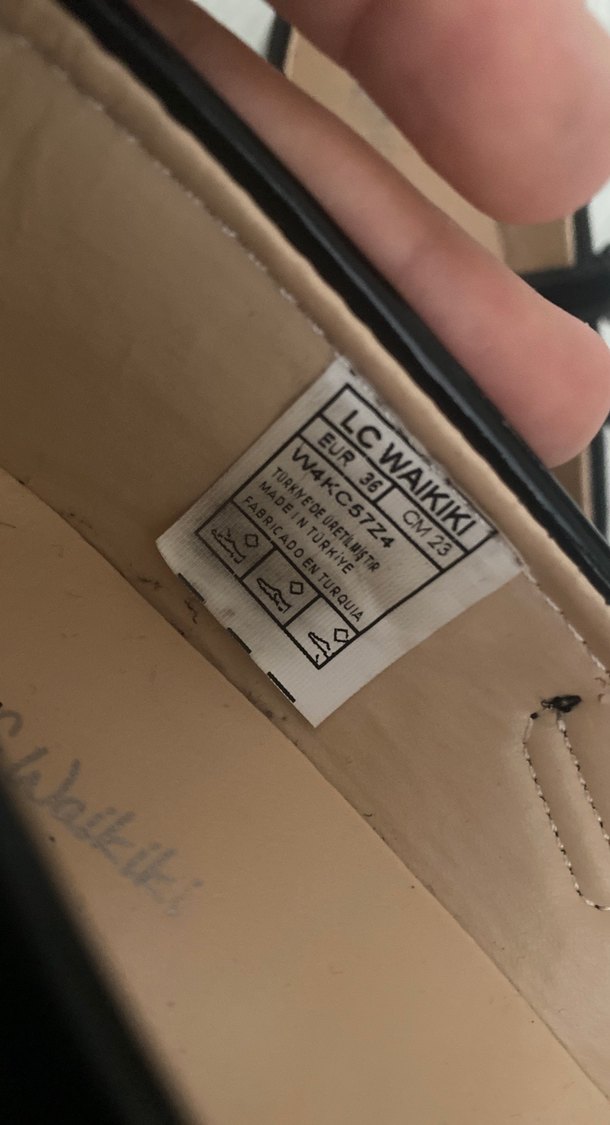 LC WAIKIKI
EUR 36 CM 23
W4KC57Z4
TÜRKİYE'DE ÜRETİLMİŞTİR
MADE IN TÜRKİYE
FABRICADO EN TURQUIA
Waikiki